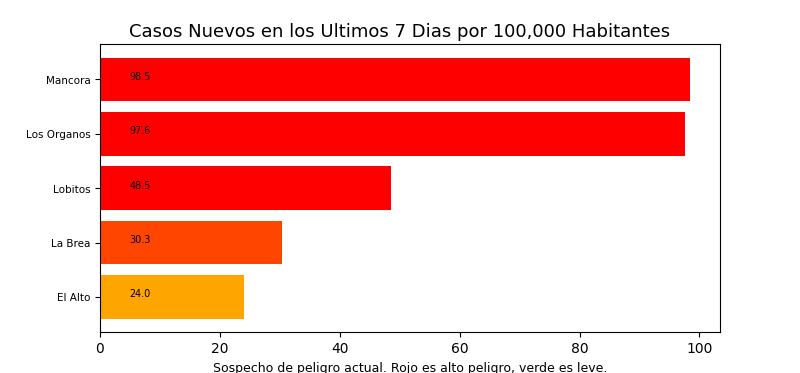 Casos Nuevos en los Ultimos 7 Dias por 100,000 Habitantes
Mancora 98.5
Los Organos 97.6
Lobitos 48.5
La Brea 30.3
El Alto 24.0
0 20 40 60 80 100
Sospecho de peligro actual. Rojo es alto peligro, verde es leve.